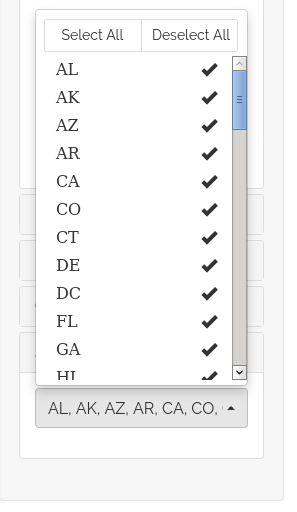 Select All Deselect All
AL
AK
AZ
AR
CA
CO
CT
DE
DC
FL
GA
HI
AL, AK, AZ, AR, CA, CO,